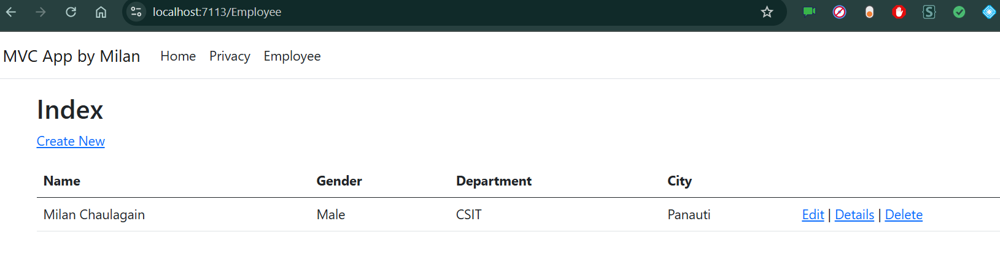 localhost:7113/Employee
MVC App by Milan Home Privacy Employee
Index
Create New
Name Gender Department City
Milan Chaulagain Male CSIT Panauti Edit | Details | Delete